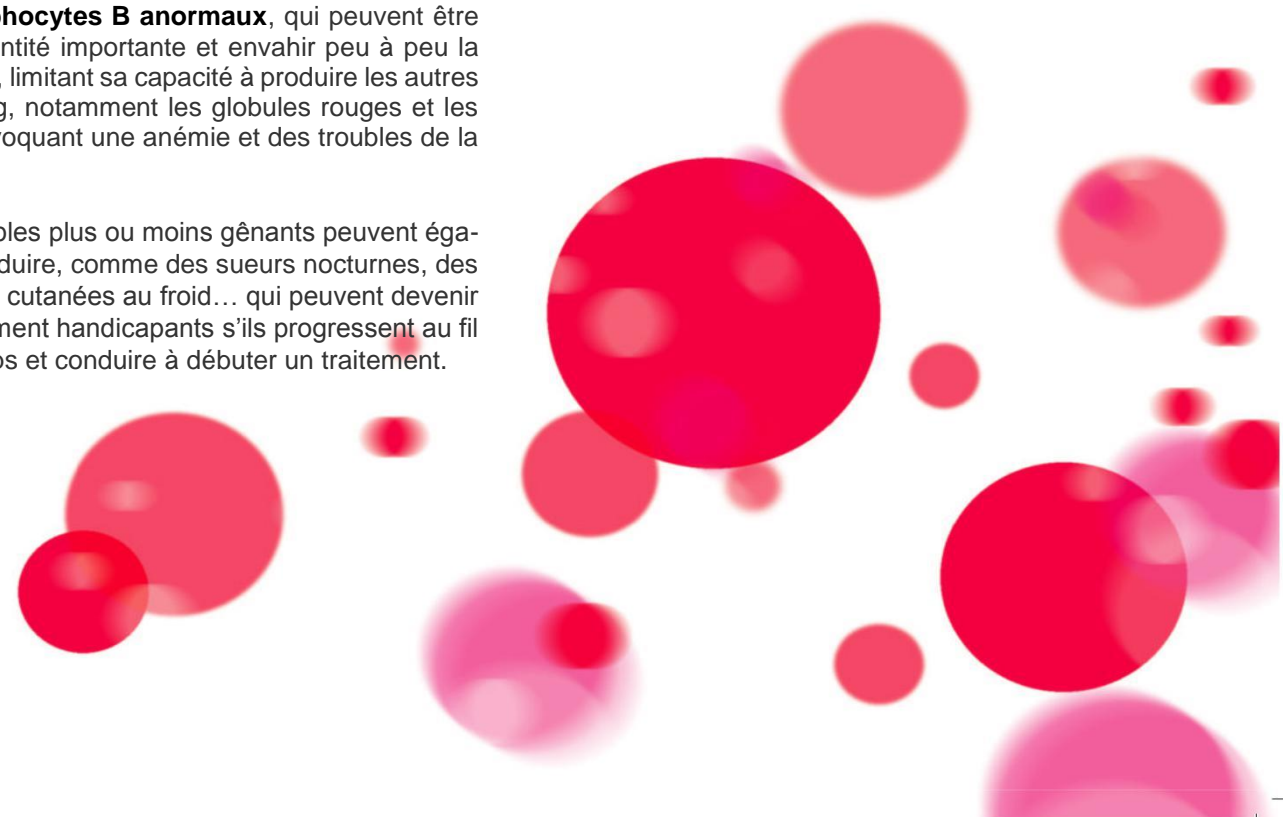 phocytes B anormaux, qui peuvent être
entité importante et envahir peu à peu la
, limitant sa capacité à produire les autres
g, notamment les globules rouges et les
voquant une anémie et des troubles de la
bles plus ou moins gênants peuvent éga-
duire, comme des sueurs nocturnes, des
cutanées au froid… qui peuvent devenir
ment handicapants s’ils progressent au fil
os et conduire à débuter un traitement.